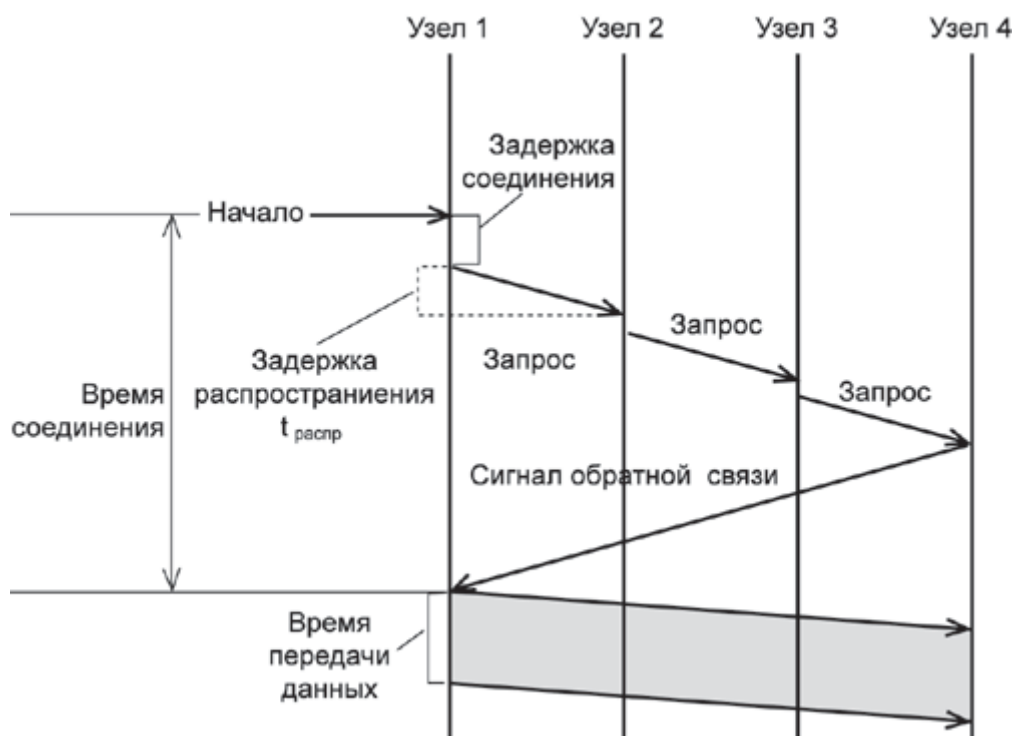 Узел 1
Узел 2
Узел 3
Узел 4
Задержка
соединения
Начало
Запрос
Задержка
распространиения
t распр
Запрос
Время
соединения
Запрос
Сигнал обратной связи
Время
передачи
данных